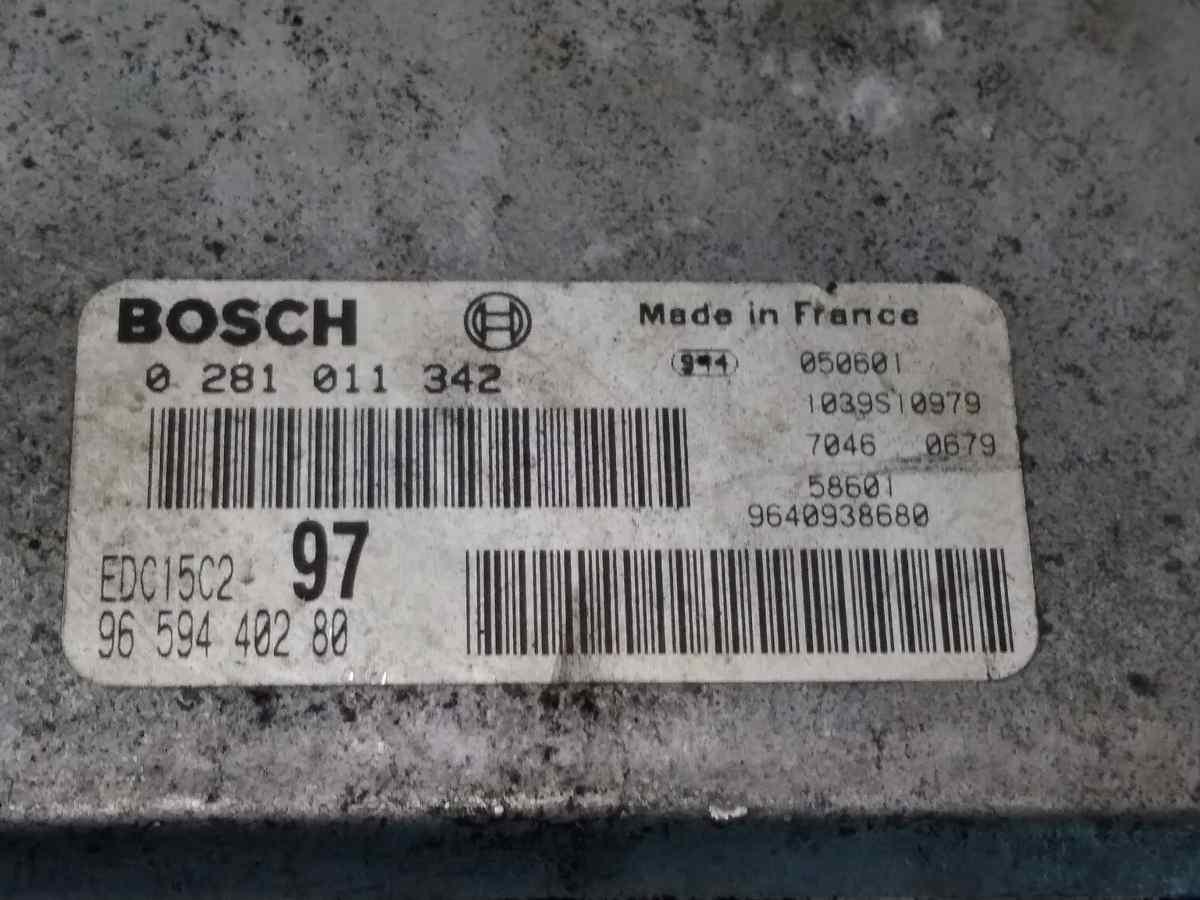 BOSCH
Made in France
0 281 011 342
050601
1039S10979
7046 0679
58601
9640938680
EDC15C2- 97
96 594 402 80